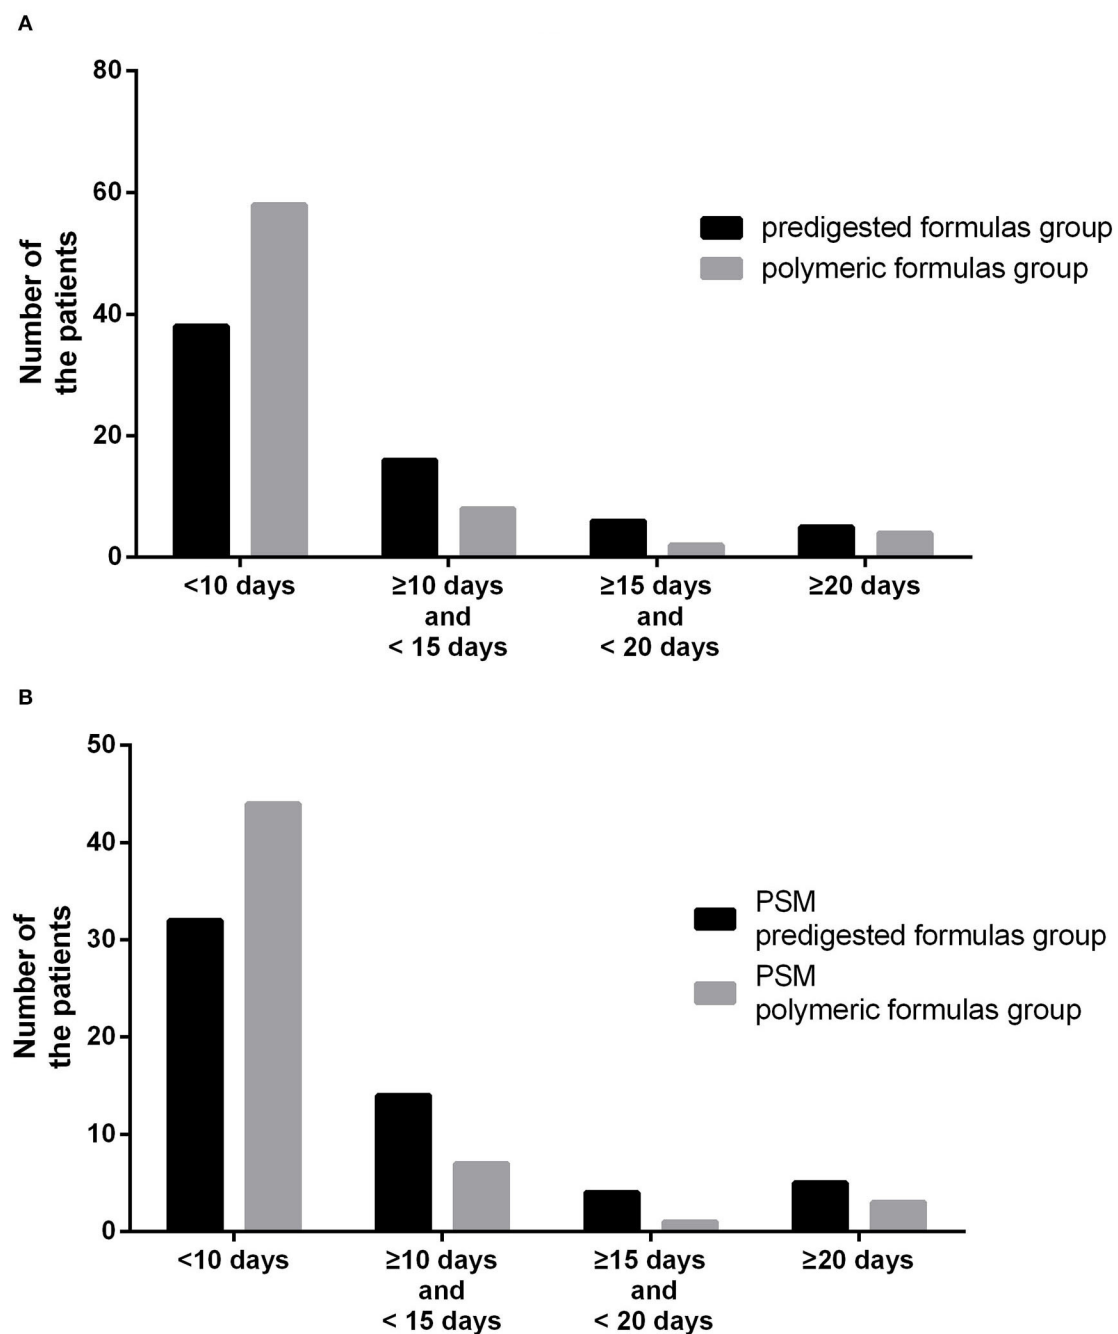 A
80
60
40
20
0
Number of
the patients
predigested formulas group
polymeric formulas group
<10 days
≥10 days
and
< 15 days
≥15 days
and
< 20 days
≥20 days
B
50
40
30
20
10
0
Number of
the patients
PSM
predigested formulas group
PSM
polymeric formulas group
<10 days
≥10 days
and
< 15 days
≥15 days
and
< 20 days
≥20 days